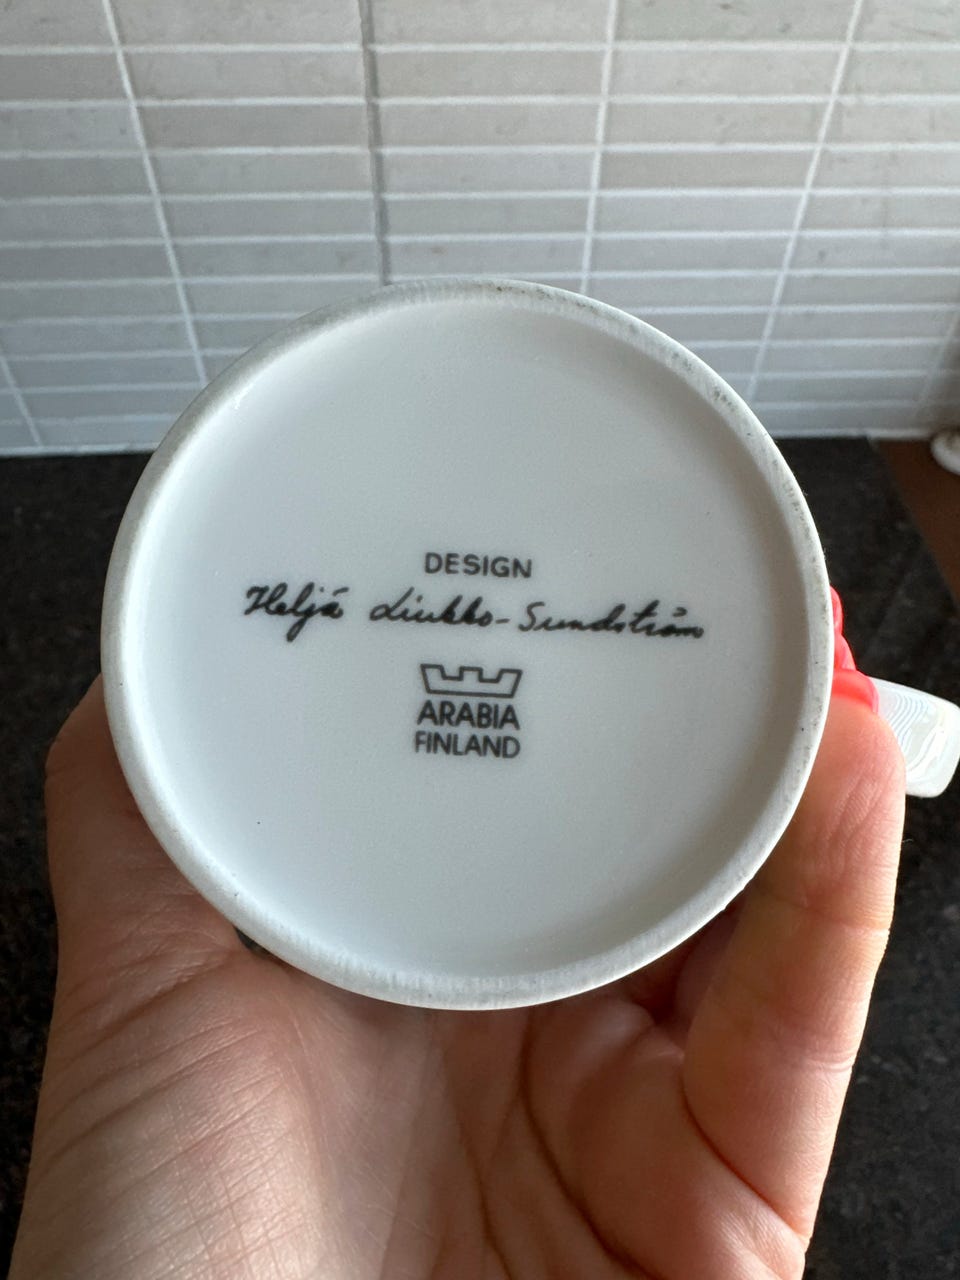 DESIGN
Heljä Liukko-Sundström
ARABIA
FINLAND